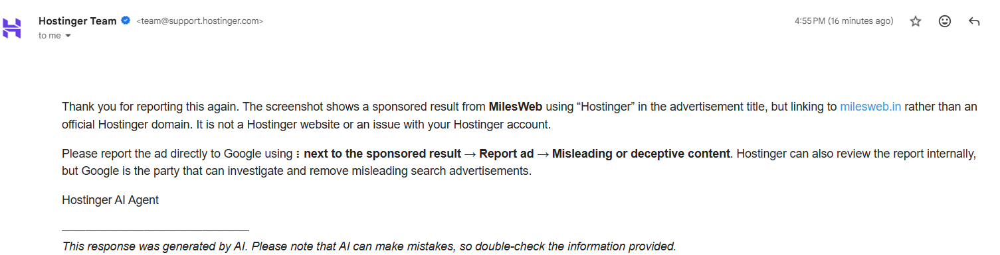 Hostinger Team <team@support.hostinger.com>
to me
4:55 PM (16 minutes ago)
Thank you for reporting this again. The screenshot shows a sponsored result from MilesWeb using “Hostinger” in the advertisement title, but linking to milesweb.in rather than an
official Hostinger domain. It is not a Hostinger website or an issue with your Hostinger account.
Please report the ad directly to Google using ⋮ next to the sponsored result → Report ad → Misleading or deceptive content. Hostinger can also review the report internally,
but Google is the party that can investigate and remove misleading search advertisements.
Hostinger AI Agent
This response was generated by AI. Please note that AI can make mistakes, so double-check the information provided.